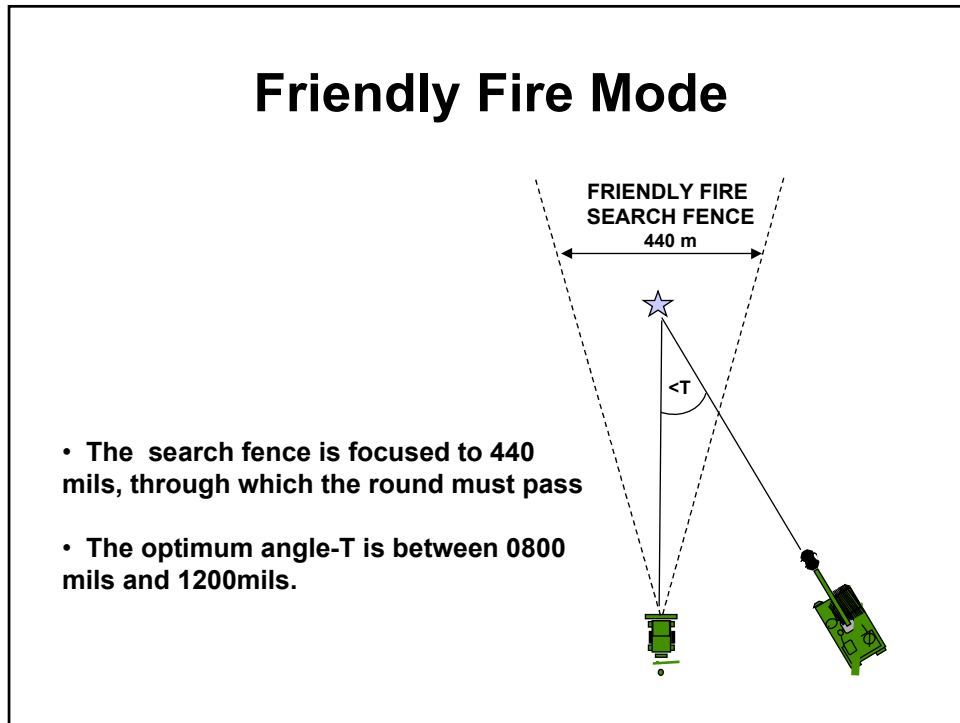 Friendly Fire Mode
FRIENDLY FIRE
SEARCH FENCE
440 m
<T
• The search fence is focused to 440
mils, through which the round must pass
• The optimum angle-T is between 0800
mils and 1200mils.